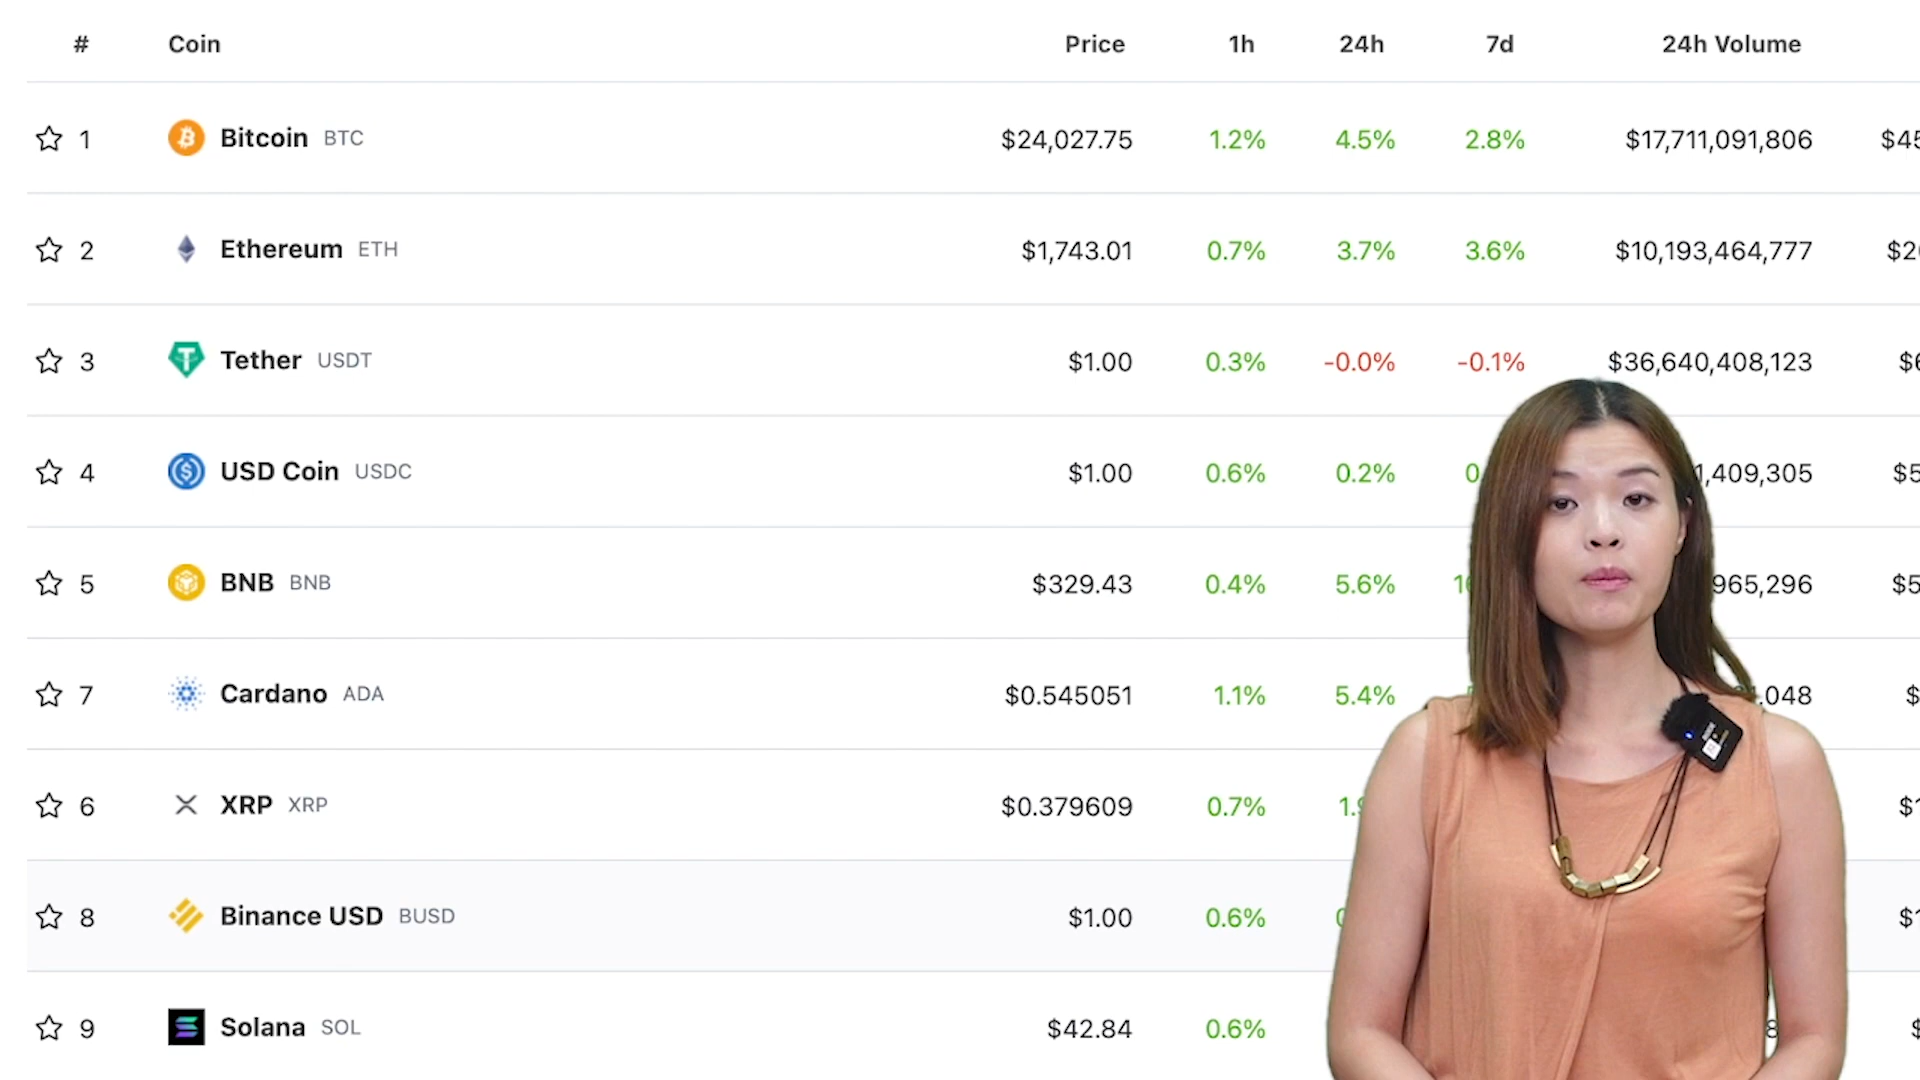 # Coin Price 1h 24h 7d 24h Volume
1 Bitcoin BTC $24,027.75 1.2% 4.5% 2.8% $17,711,091,806
2 Ethereum ETH $1,743.01 0.7% 3.7% 3.6% $10,193,464,777
3 Tether USDT $1.00 0.3% -0.0% -0.1% $36,640,408,123
4 USD Coin USDC $1.00 0.6% 0.2% ,409,305
5 BNB BNB $329.43 0.4% 5.6% 965,296
7 Cardano ADA $0.545051 1.1% 5.4% ,048
6 XRP XRP $0.379609 0.7%
8 Binance USD BUSD $1.00 0.6%
9 Solana SOL $42.84 0.6%